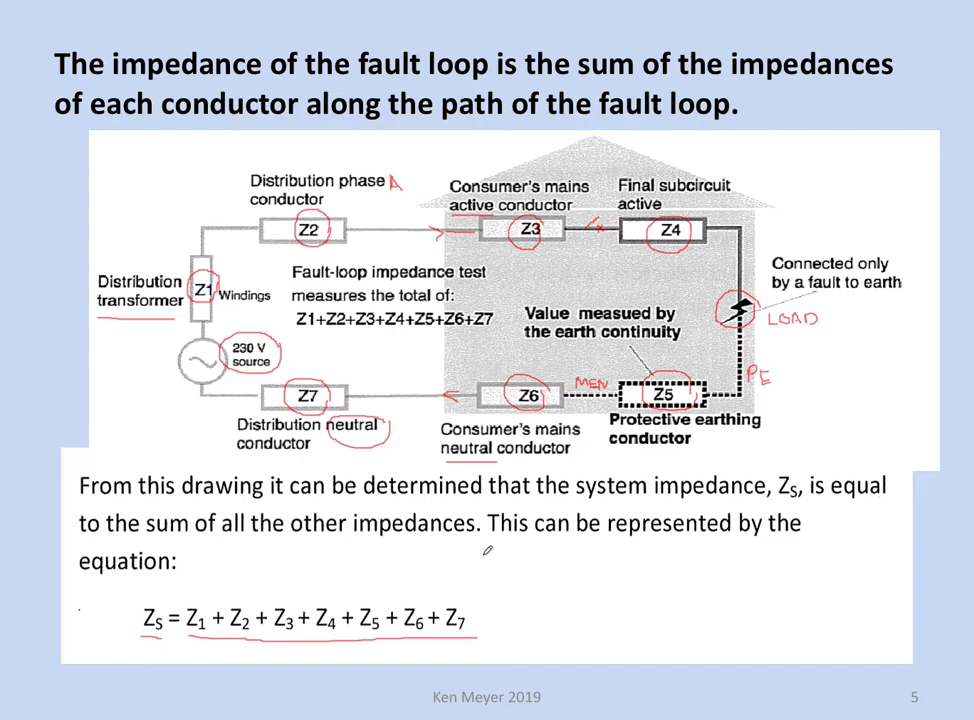 The impedance of the fault loop is the sum of the impedances
of each conductor along the path of the fault loop.
Distribution phase A
conductor
Consumer's mains
active conductor
Final subcircuit
active
Z2
Z3
Z4
Distribution
transformer
Z1
Windings
Fault-loop impedance test
measures the total of:
Z1+Z2+Z3+Z4+Z5+Z6+Z7
Connected only
by a fault to earth
LOAD
Value measued by
the earth continuity
230 V
source
PE
MEN
Z7
Z6
Z5
Distribution neutral
conductor
Consumer's mains
neutral conductor
Protective earthing
conductor
From this drawing it can be determined that the system impedance, ZS, is equal
to the sum of all the other impedances. This can be represented by the
equation:
ZS = Z1 + Z2 + Z3 + Z4 + Z5 + Z6 + Z7
Ken Meyer 2019
5